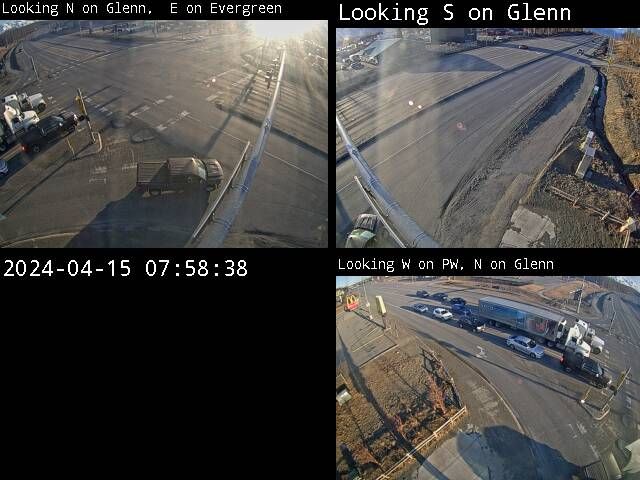 Looking N on Glenn,  E on Evergreen
Looking S on Glenn
2024-04-15 07:58:38
Looking W on PW, N on Glenn